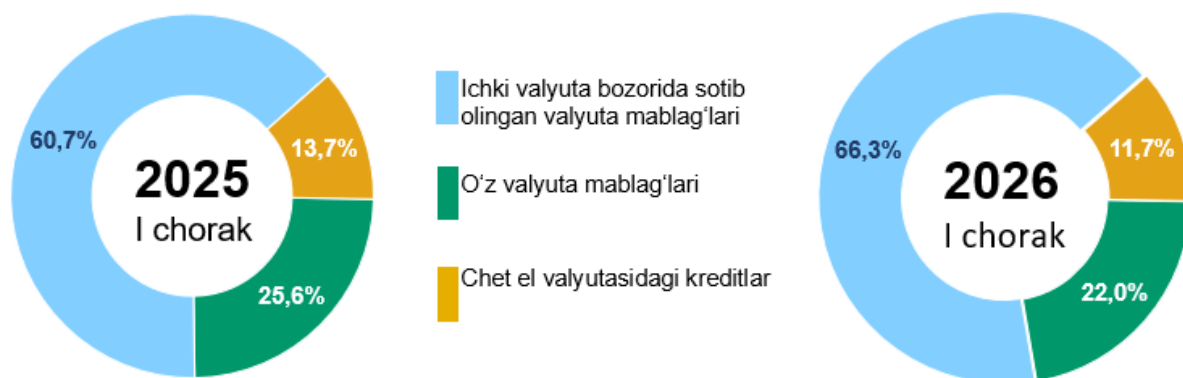 60,7%
13,7%
25,6%
2025
I chorak
Ichki valyuta bozorida sotib
olingan valyuta mablag‘lari
O‘z valyuta mablag‘lari
Chet el valyutasidagi kreditlar
66,3%
11,7%
22,0%
2026
I chorak